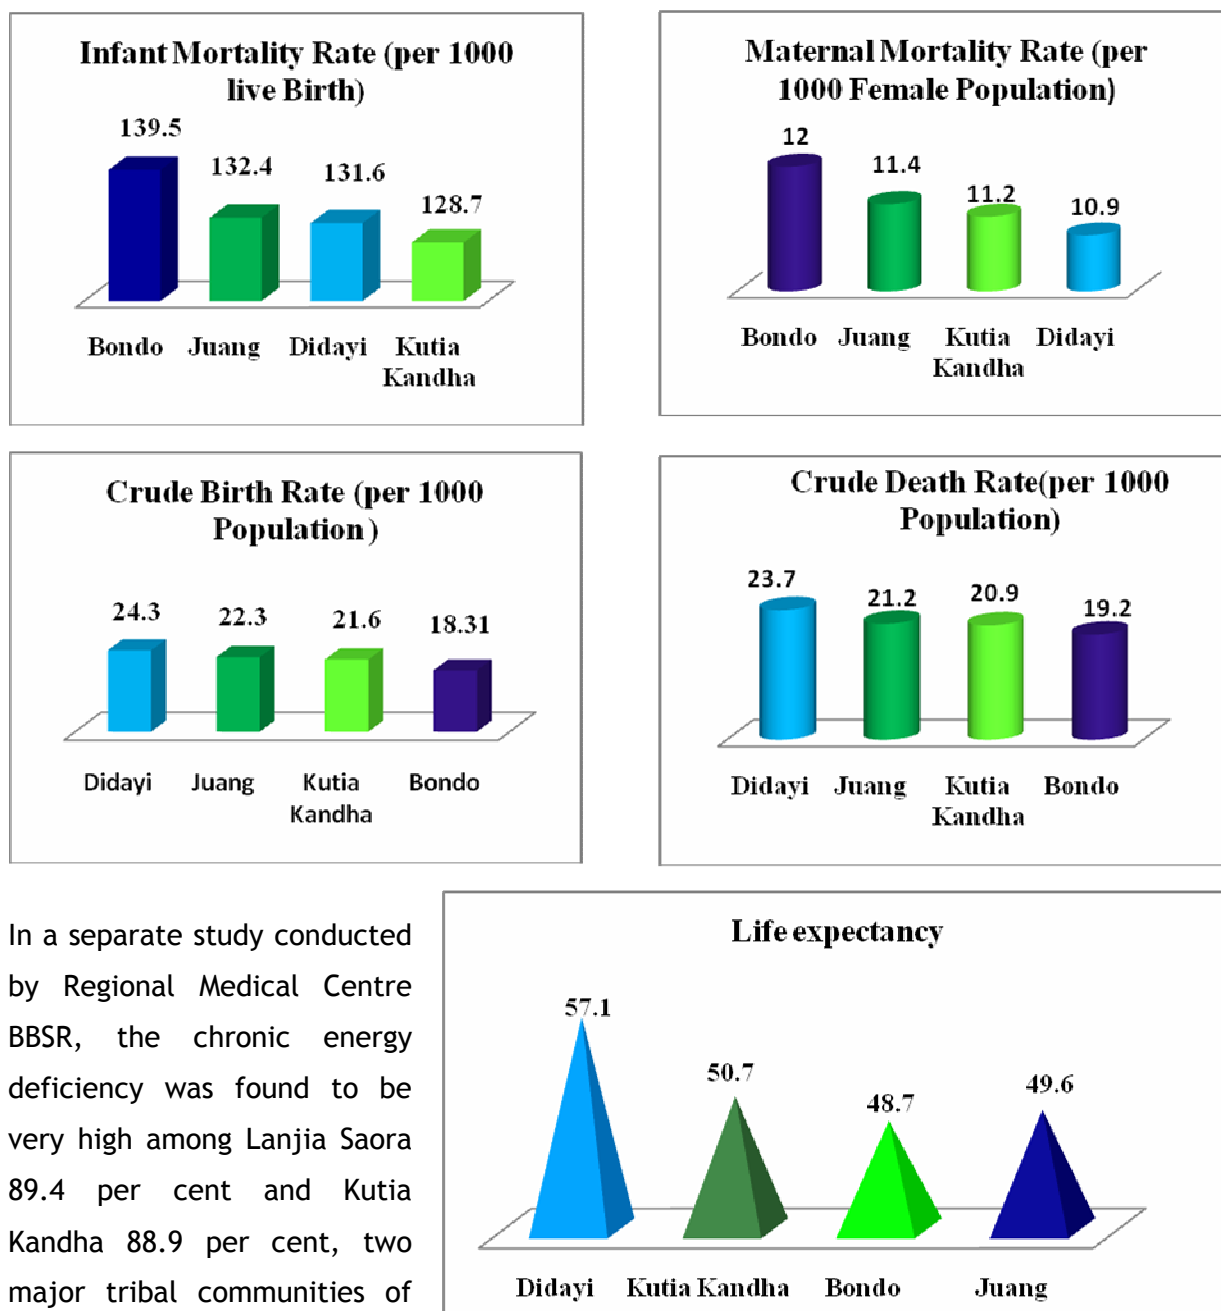 Infant Mortality Rate (per 1000
live Birth)
139.5
132.4
131.6
128.7
Bondo Juang Didayi Kutia
Kandha
Maternal Mortality Rate (per
1000 Female Population)
12
11.4
11.2
10.9
Bondo Juang Kutia Didayi
Kandha
Crude Birth Rate (per 1000
Population )
24.3
22.3
21.6
18.31
Didayi Juang Kutia Bondo
Kandha
Crude Death Rate(per 1000
Population)
23.7
21.2
20.9
19.2
Didayi Juang Kutia Bondo
Kandha
In a separate study conducted
by Regional Medical Centre
BBSR, the chronic energy
deficiency was found to be
very high among Lanjia Saora
89.4 per cent and Kutia
Kandha 88.9 per cent, two
major tribal communities of
Life expectancy
57.1
50.7
48.7
49.6
Didayi Kutia Kandha Bondo Juang